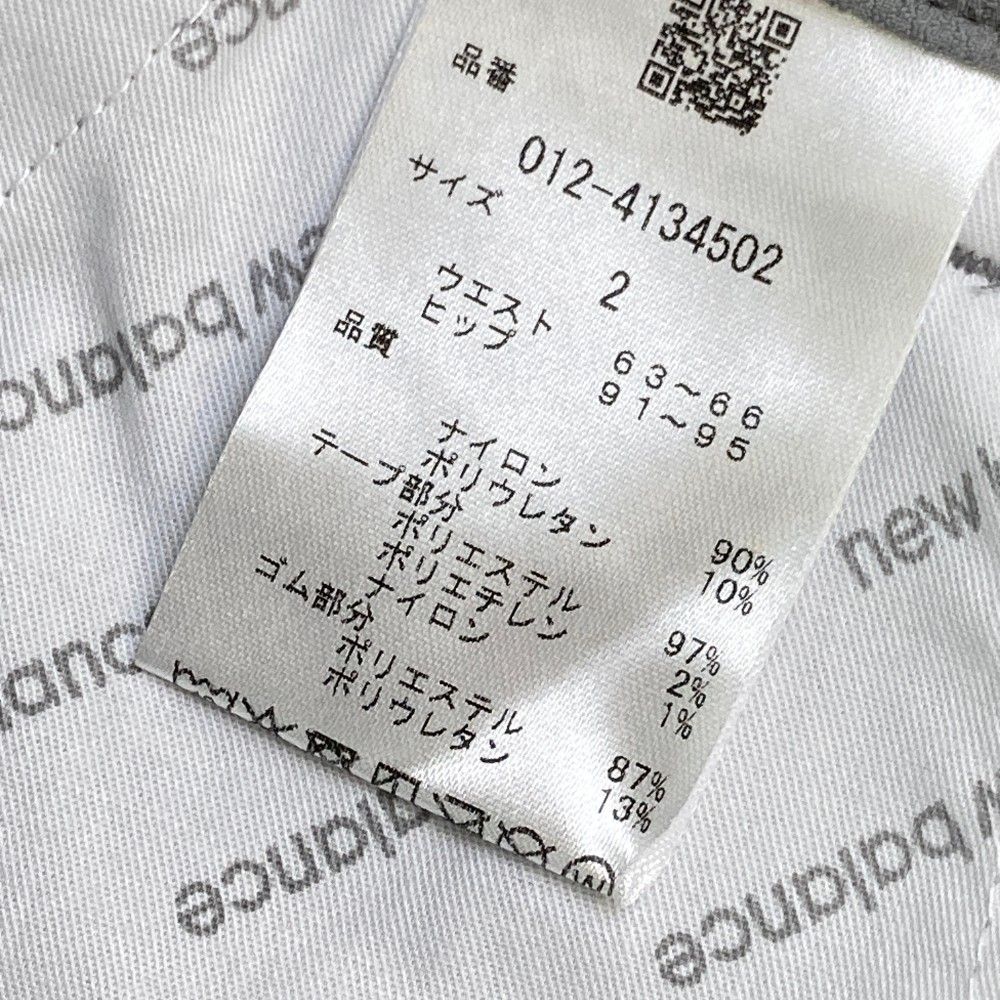 品番
012-4134502
サイズ
2
ウエスト 63~66
ヒップ 91~95
品質
ナイロン 90%
ポリウレタン 10%
テープ部分
ポリエステル 97%
ポリエチレン 2%
ナイロン 1%
ゴム部分
ポリエステル 87%
ポリウレタン 13%
W
new balance
new balance
balance
new
balance